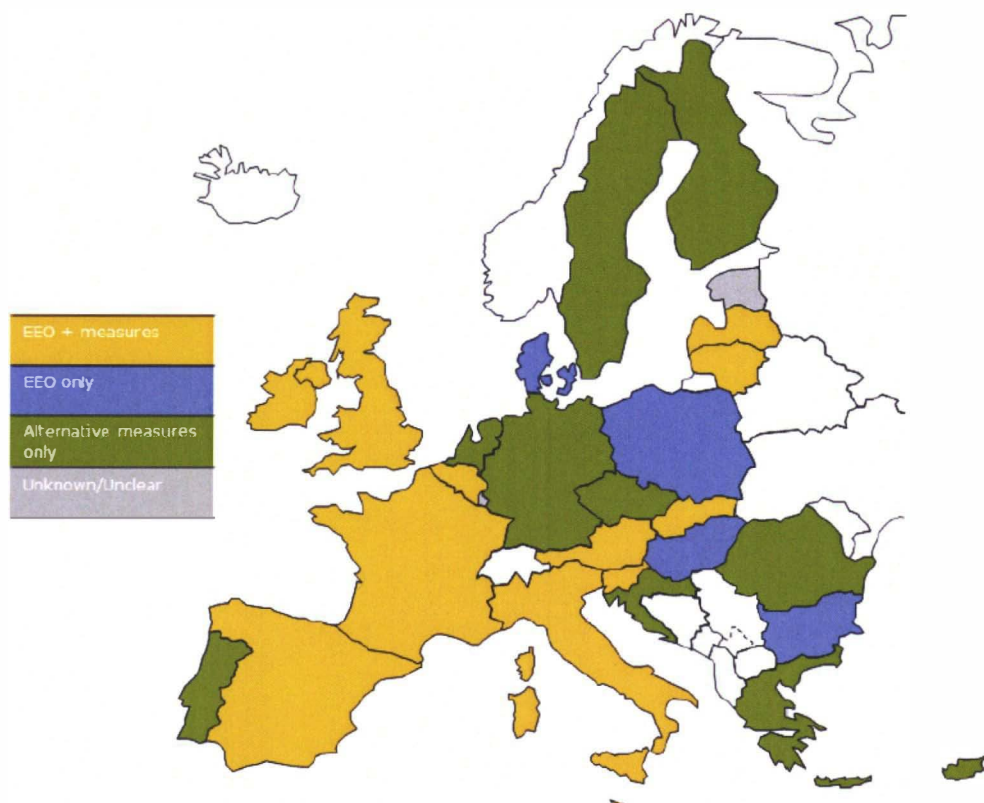 EEO + measures
EEO only
Alternative measures
only
Unknown/Unclear